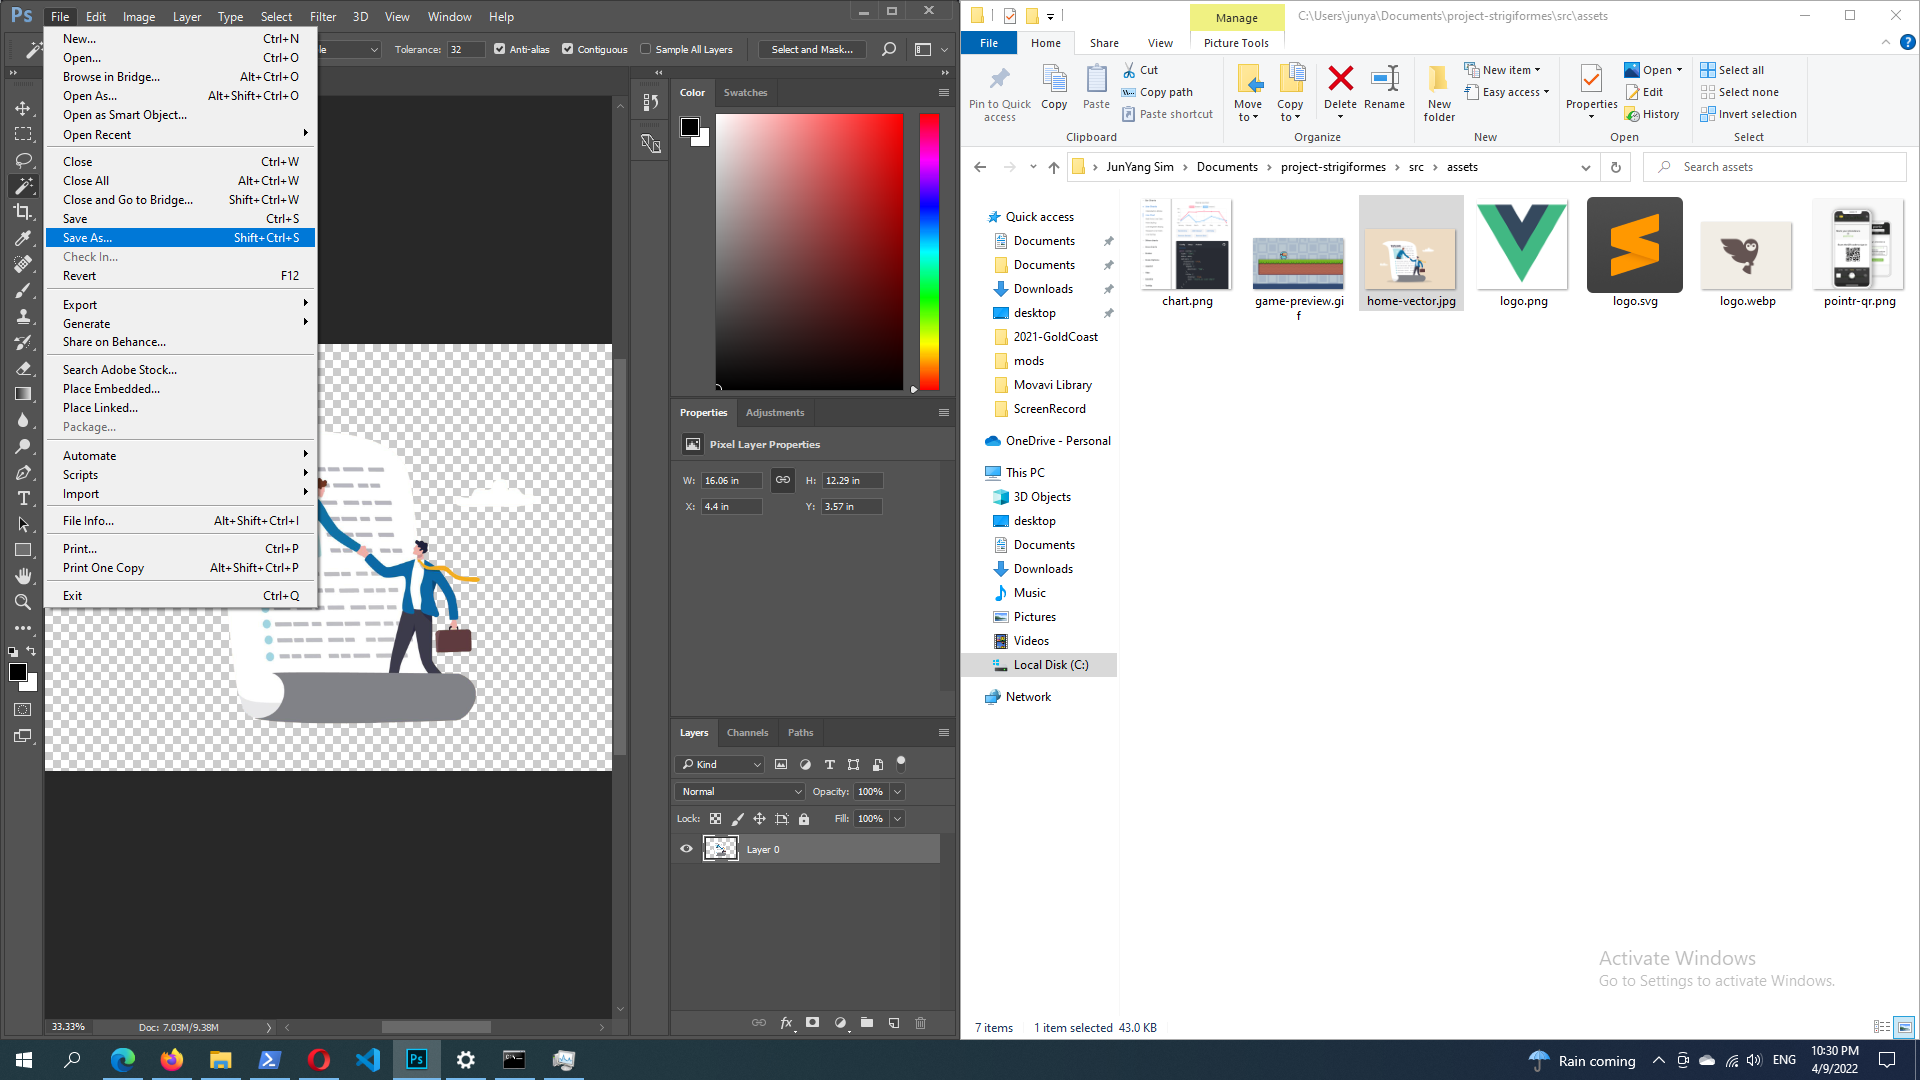 Ps File Edit Image Layer Type Select Filter 3D View Window Help
Tolerance: 32 Anti-alias Contiguous Sample All Layers Select and Mask...
New... Ctrl+N
Open... Ctrl+O
Browse in Bridge... Alt+Ctrl+O
Open As... Alt+Shift+Ctrl+O
Open as Smart Object...
Open Recent
Close Ctrl+W
Close All Alt+Ctrl+W
Close and Go to Bridge... Shift+Ctrl+W
Save Ctrl+S
Save As... Shift+Ctrl+S
Check In...
Revert F12
Export
Generate
Share on Behance...
Search Adobe Stock...
Place Embedded...
Place Linked...
Package...
Automate
Scripts
Import
File Info... Alt+Shift+Ctrl+I
Print... Ctrl+P
Print One Copy Alt+Shift+Ctrl+P
Exit Ctrl+Q
33.33% Doc: 7.03M/9.38M
Color Swatches
Properties Adjustments
Pixel Layer Properties
W: 16.06 in H: 12.29 in
X: 4.4 in Y: 3.57 in
Layers Channels Paths
Kind
Normal Opacity: 100%
Lock: Fill: 100%
Layer 0
fx
Manage C:\Users\junya\Documents\project-strigiformes\src\assets
File Home Share View Picture Tools
Pin to Quick access
Copy
Paste
Cut
Copy path
Paste shortcut
Clipboard
Move to
Copy to
Delete
Rename
Organize
New folder
New item
Easy access
New
Properties
Open
Edit
History
Open
Select all
Select none
Invert selection
Select
JunYang Sim Documents project-strigiformes src assets Search assets
Quick access
Documents
Documents
Downloads
desktop
2021-GoldCoast
mods
Movavi Library
ScreenRecord
OneDrive - Personal
This PC
3D Objects
desktop
Documents
Downloads
Music
Pictures
Videos
Local Disk (C:)
Network
chart.png
game-preview.gi
f
home-vector.jpg
logo.png
logo.svg
logo.webp
pointr-qr.png
Activate Windows
Go to Settings to activate Windows.
7 items 1 item selected 43.0 KB
Ps
Rain coming ENG 10:30 PM
4/9/2022